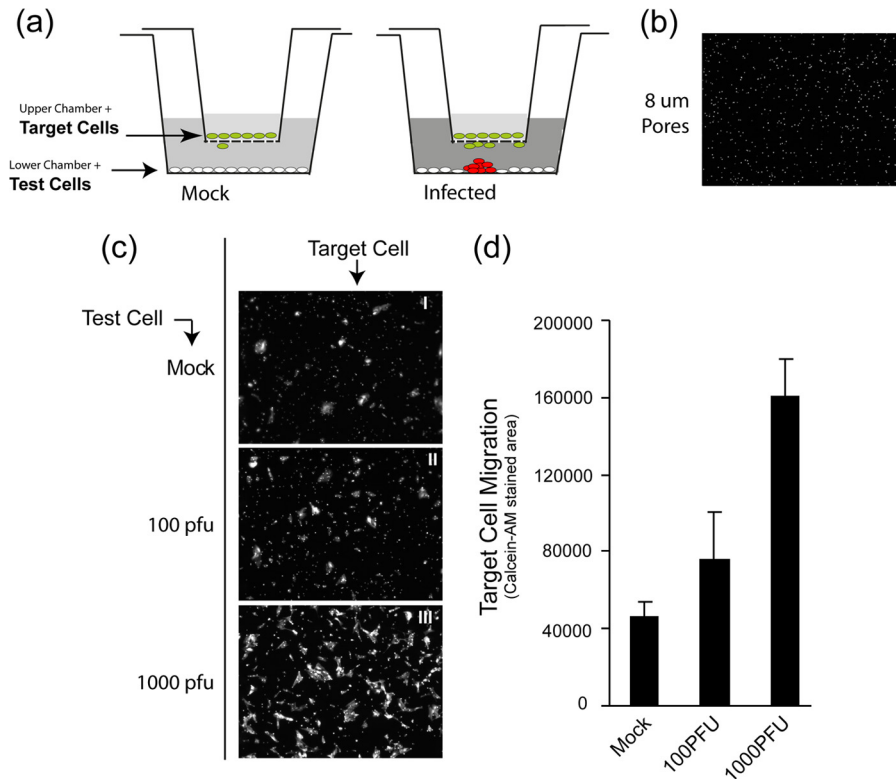 (a)
Upper Chamber +
Target Cells
Lower Chamber +
Test Cells
Mock
Infected
(b)
8 um
Pores
(c)
Target Cell
Test Cell
Mock
I
100 pfu
II
1000 pfu
III
(d)
Target Cell Migration
(Calcein-AM stained area)
200000
160000
120000
80000
40000
0
Mock
100PFU
1000PFU